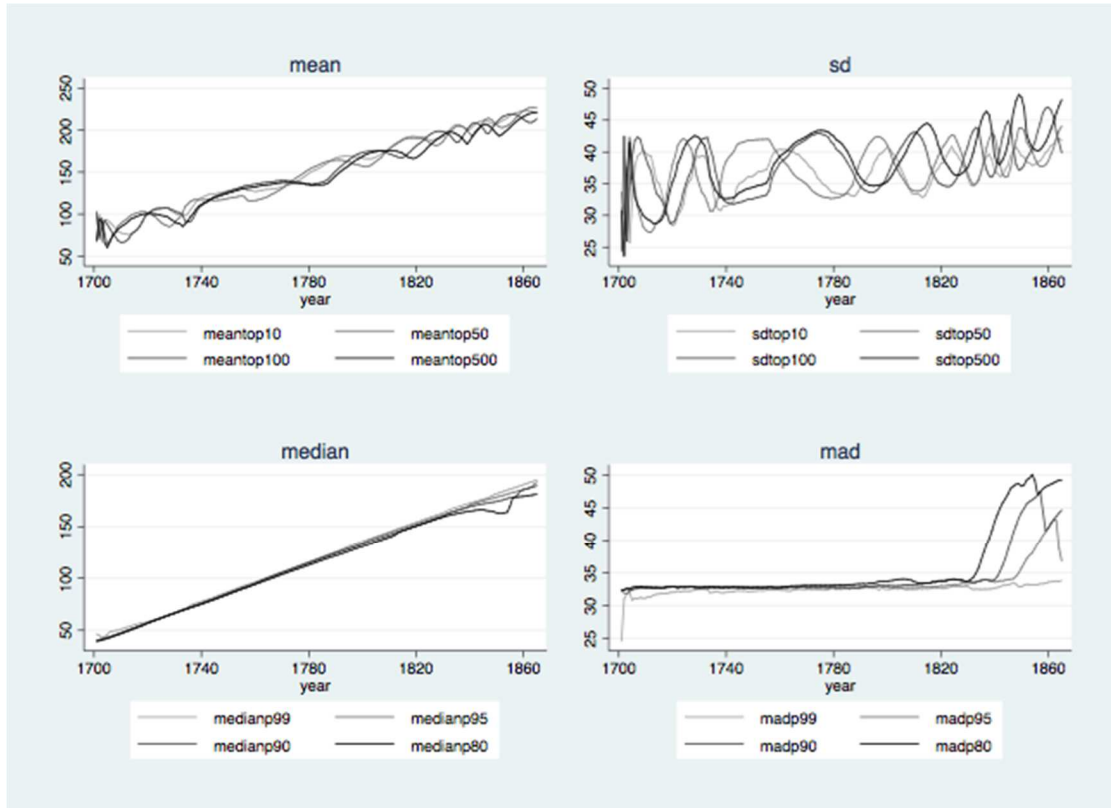 mean
250
200
150
100
50
1700 1740 1780 1820 1860
year
meantop10 meantop50
meantop100 meantop500
sd
50
45
40
35
30
25
1700 1740 1780 1820 1860
year
sdtop10 sdtop50
sdtop100 sdtop500
median
200
150
100
50
1700 1740 1780 1820 1860
year
medianp99 medianp95
medianp90 medianp80
mad
50
45
40
35
30
25
1700 1740 1780 1820 1860
year
madp99 madp95
madp90 madp80